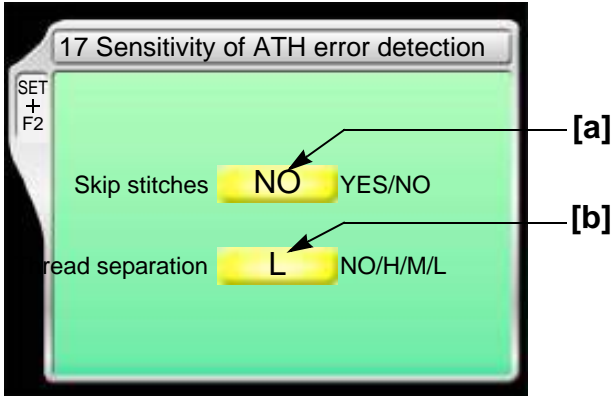 17 Sensitivity of ATH error detection
SET
+
F2
[a]
Skip stitches NO YES/NO
[b]
read separation L NO/H/M/L